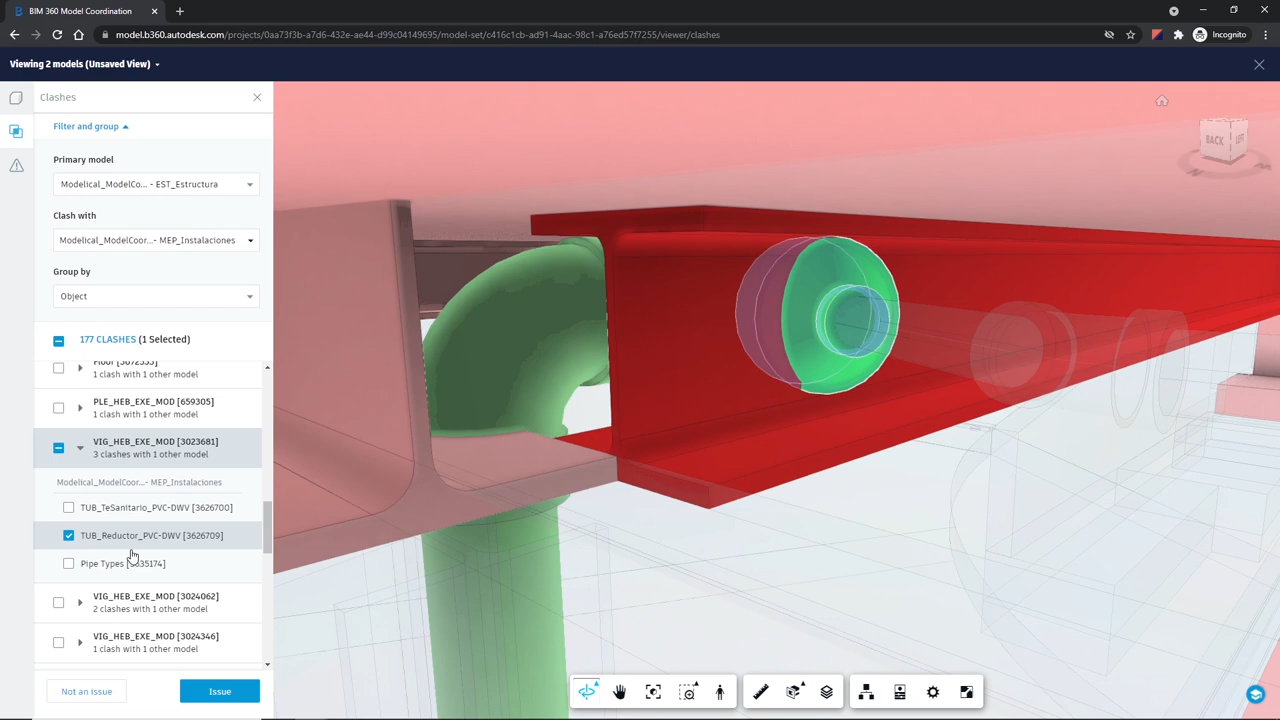 BIM 360 Model Coordination
model.b360.autodesk.com/projects/0aa73f3b-a7d6-432e-ae44-d99c04149695/model-set/c416c1cb-ad91-4aac-98c1-a76ed57f7255/viewer/clashes
Incognito
Viewing 2 models (Unsaved View)
Clashes
Filter and group
Primary model
Modelical_ModelCo... - EST_Estructura
Clash with
Modelical_ModelCoor...- MEP_Instalaciones
Group by
Object
177 CLASHES (1 Selected)
Floor [3072333]
1 clash with 1 other model
PLE_HEB_EXE_MOD [659305]
1 clash with 1 other model
VIG_HEB_EXE_MOD [3023681]
3 clashes with 1 other model
Modelical_ModelCoor...- MEP_Instalaciones
TUB_TeSanitario_PVC-DWV [3626700]
TUB_Reductor_PVC-DWV [3626709]
Pipe Types
VIG_HEB_EXE_MOD [3024062]
2 clashes with 1 other model
VIG_HEB_EXE_MOD [3024346]
1 clash with 1 other model
Not an issue
Issue
BACK
LEFT